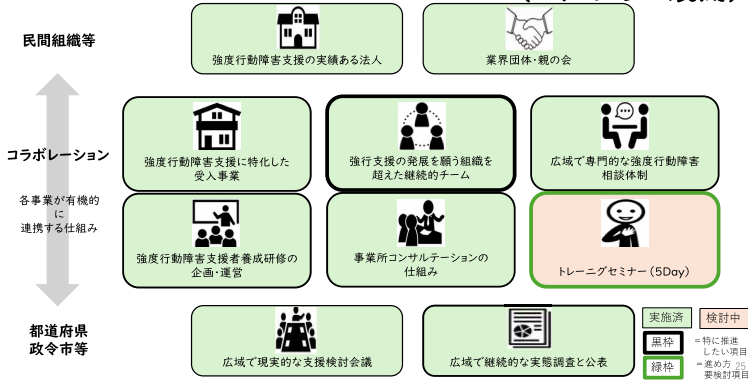 民間組織等
強度行動障害支援の実績ある法人
業界団体・親の会
コラボレーション
各事業が有機的
に
連携する仕組み
強度行動障害支援に特化した
受入事業
強行支援の発展を願う組織を
超えた継続的チーム
広域で専門的な強度行動障害
相談体制
強度行動障害支援者養成研修の
企画・運営
事業所コンサルテーションの
仕組み
トレーニグセミナー(5Day)
都道府県
政令市等
広域で現実的な支援検討会議
広域で継続的な実態調査と公表
実施済
検討中
黒枠
=特に推進
したい項目
緑枠
=進め方
要検討項目
25